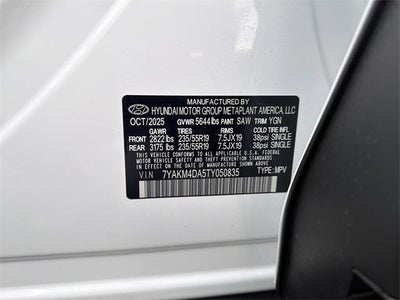 MANUFACTURED BY
HYUNDAI MOTOR GROUP METAPLANT AMERICA, LLC
OCT/2025 GVWR 5644 lbs PAINT SAW TRIM YGN
GAWR TIRES RIMS COLD TIRE INFL.PR.
FRONT 2822 lbs 235/55R19 7.5JX19 38psi SINGLE
REAR 3175 lbs 235/55R19 7.5JX19 38psi SINGLE
THIS VEHICLE CONFORMS TO ALL APPLICABLE
U.S. FEDERAL MOTOR VEHICLE SAFETY STANDARDS
IN EFFECT ON THE DATE OF MANUFACTURE SHOWN ABOVE.
VIN 7YAKM4DA5TY050835 TYPE: MPV